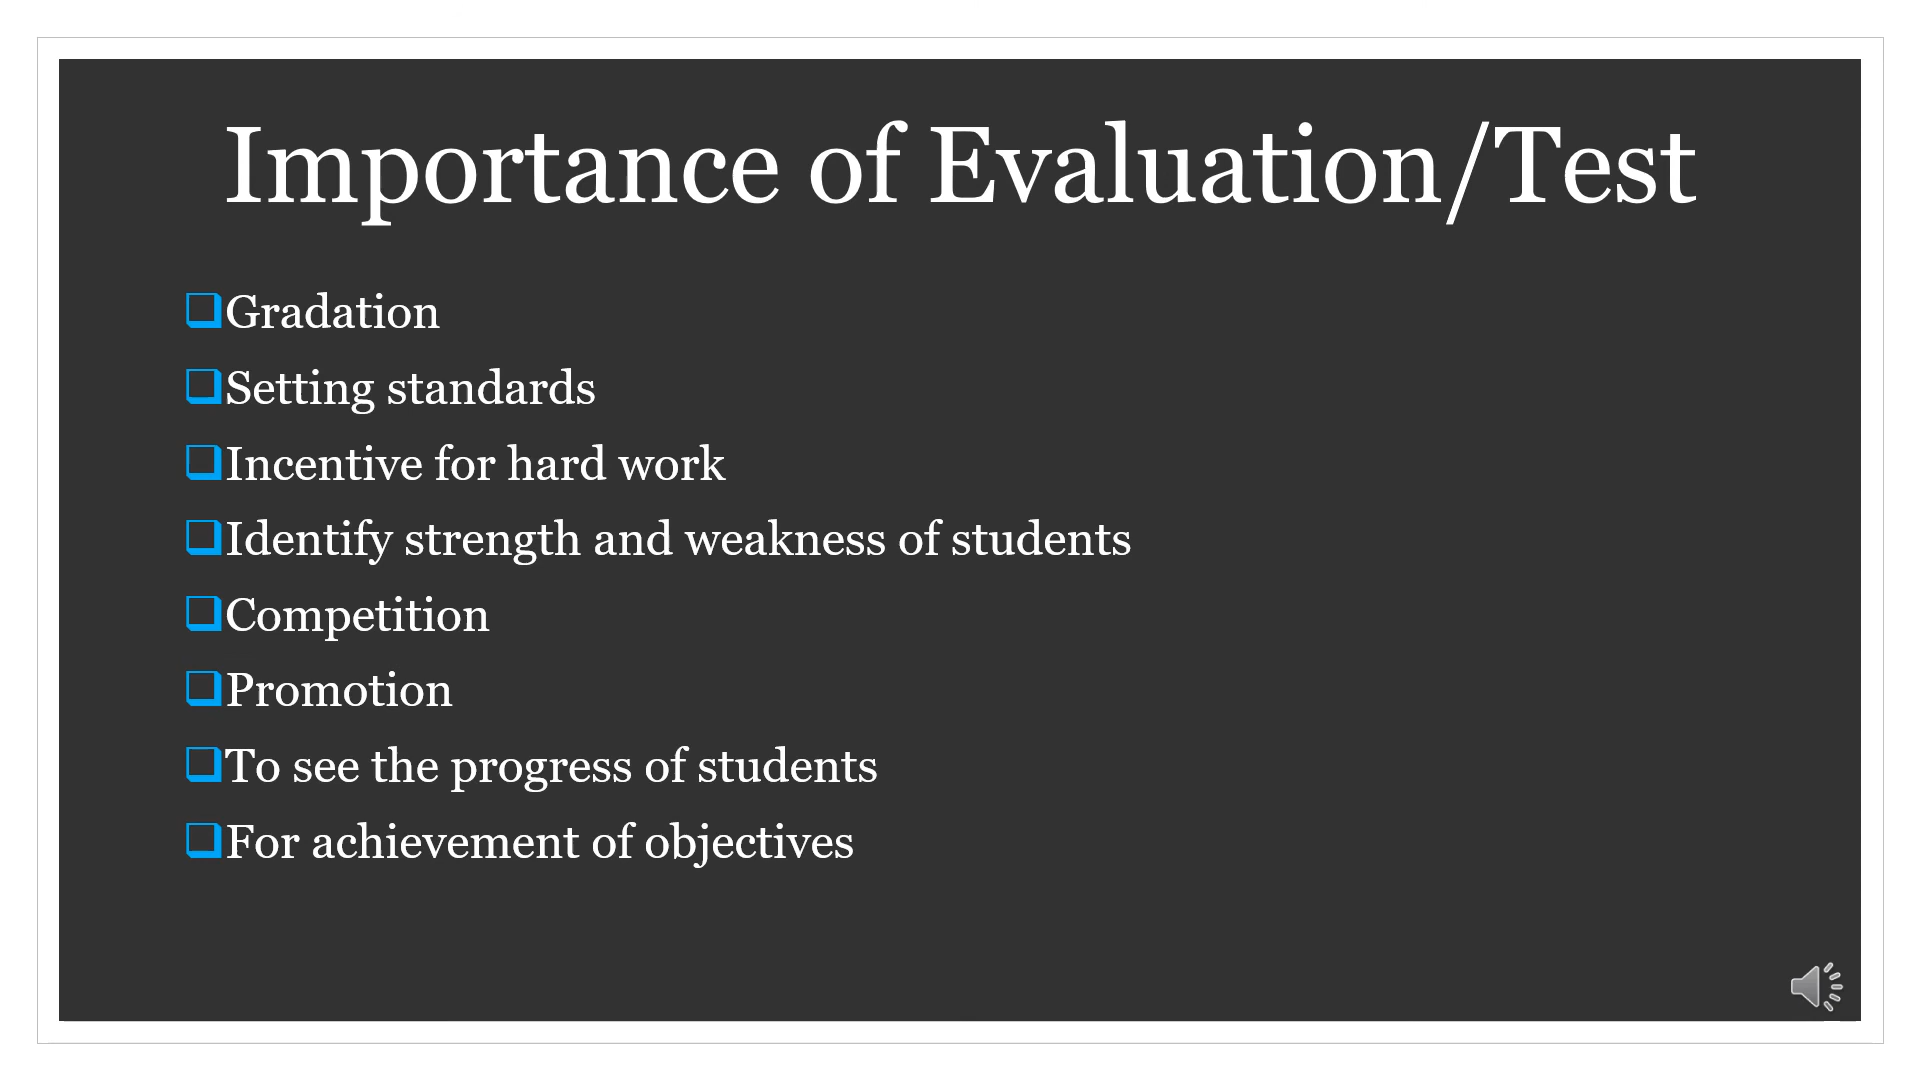 Importance of Evaluation/Test
Gradation
Setting standards
Incentive for hard work
Identify strength and weakness of students
Competition
Promotion
To see the progress of students
For achievement of objectives